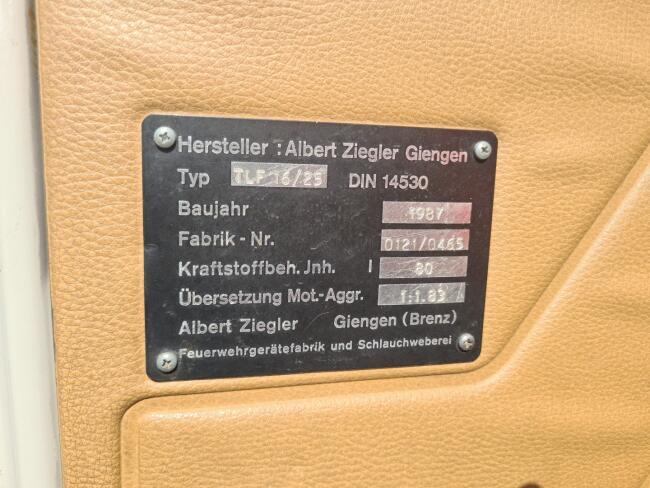 Hersteller : Albert Ziegler Giengen
Typ TLF 16/25 DIN 14530
Baujahr 1987
Fabrik - Nr. 0121/0465
Kraftstoffbeh. Jnh. l 80
Übersetzung Mot.-Aggr. 1:1.83
Albert Ziegler Giengen (Brenz)
Feuerwehrgerätefabrik und Schlauchweberei